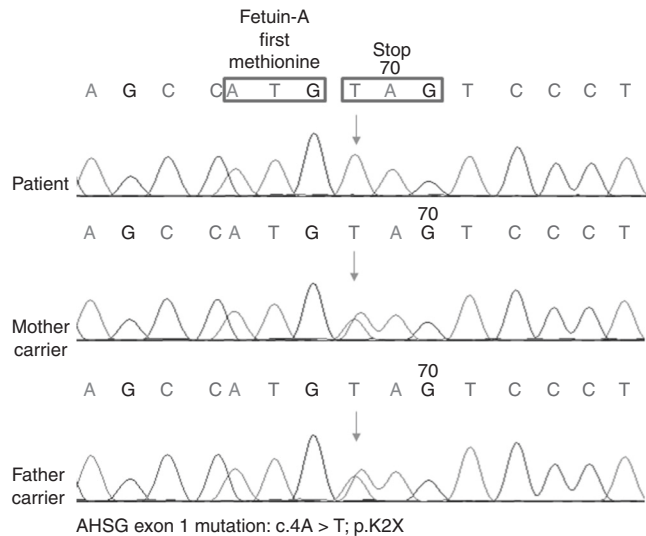 Fetuin-A
first
methionine
Stop
70
A G C C A T G T A G T C C C T
Patient
70
A G C C A T G T A G T C C C T
Mother
carrier
70
A G C C A T G T A G T C C C T
Father
carrier
AHSG exon 1 mutation: c.4A > T; p.K2X